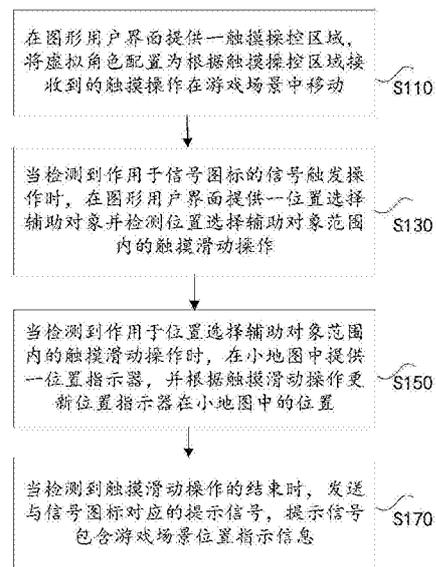 在图形用户界面提供一触摸操控区域，
将虚拟角色配置为根据触摸操控区域接
收到的触摸操作在游戏场景中移动
S110
当检测到作用于信号图标的信号触发操
作时，在图形用户界面提供一位置选择
辅助对象并检测位置选择辅助对象范围
内的触摸滑动操作
S130
当检测到作用于位置选择辅助对象范围
内的触摸滑动操作时，在小地图中提供
一位置指示器，并根据触摸滑动操作更
新位置指示器在小地图中的位置
S150
当检测到触摸滑动操作的结束时，发送
与信号图标对应的提示信号，提示信号
包含游戏场景位置指示信息
S170